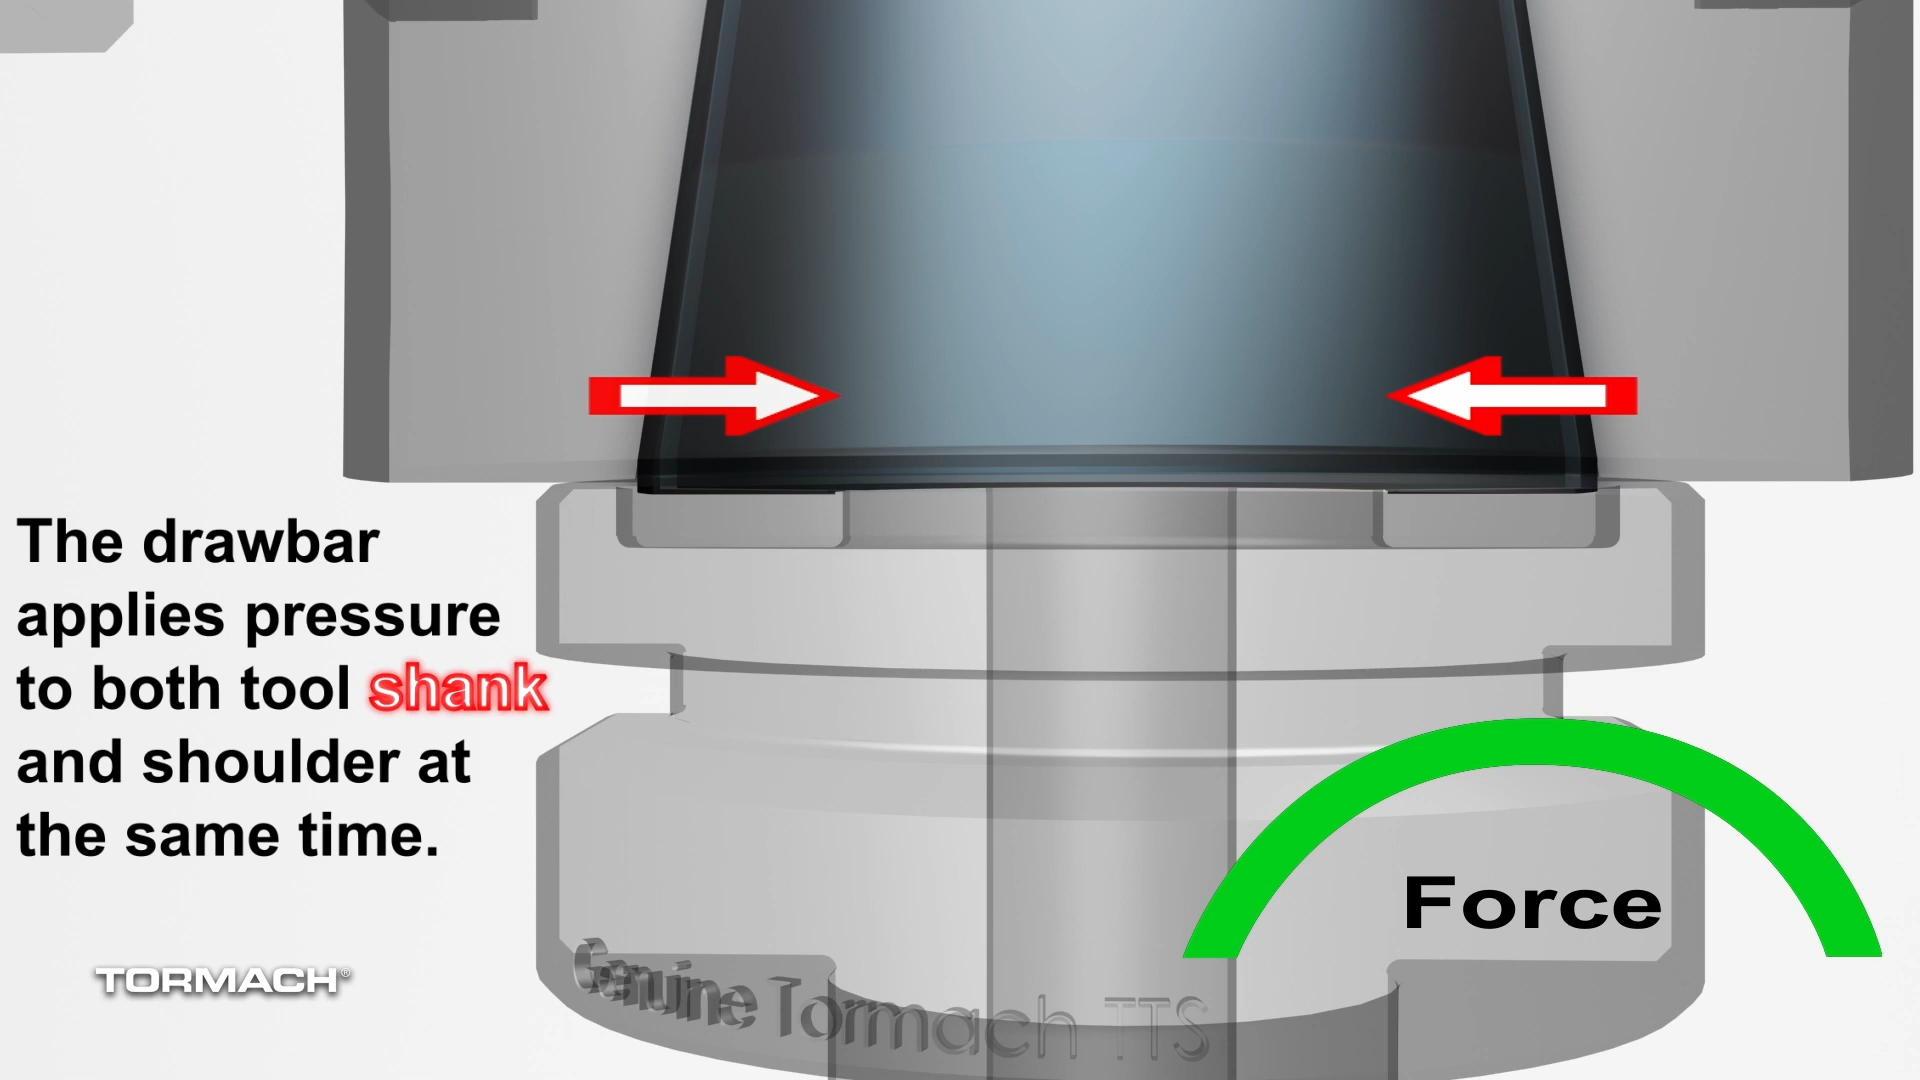 The drawbar
applies pressure
to both tool shank
and shoulder at
the same time.
Force
TORMACH®
Genuine Tormach TTS